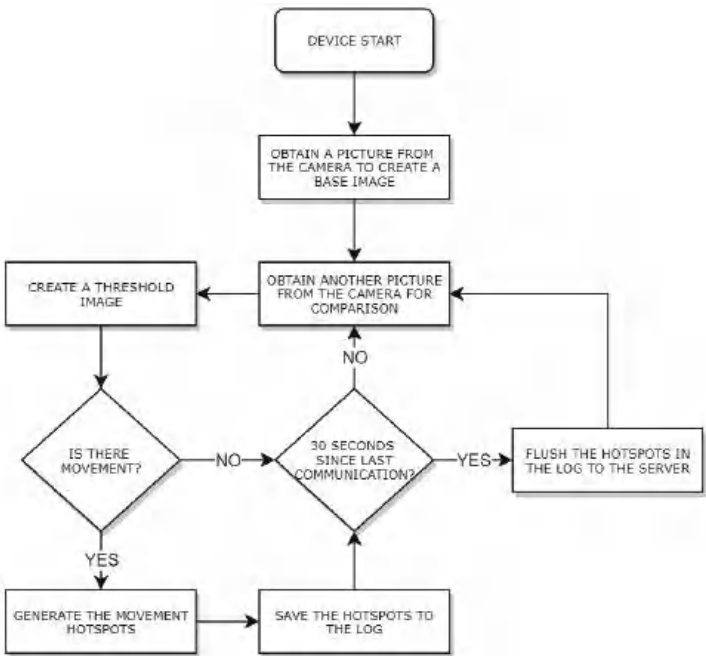 DEVICE START
OBTAIN A PICTURE FROM
THE CAMERA TO CREATE A
BASE IMAGE
CREATE A THRESHOLD
IMAGE
OBTAIN ANOTHER PICTURE
FROM THE CAMERA FOR
COMPARISON
NO
IS THERE
MOVEMENT?
NO
30 SECONDS
SINCE LAST
COMMUNICATION?
YES
FLUSH THE HOTSPOTS IN
THE LOG TO THE SERVER
YES
GENERATE THE MOVEMENT
HOTSPOTS
SAVE THE HOTSPOTS TO
THE LOG